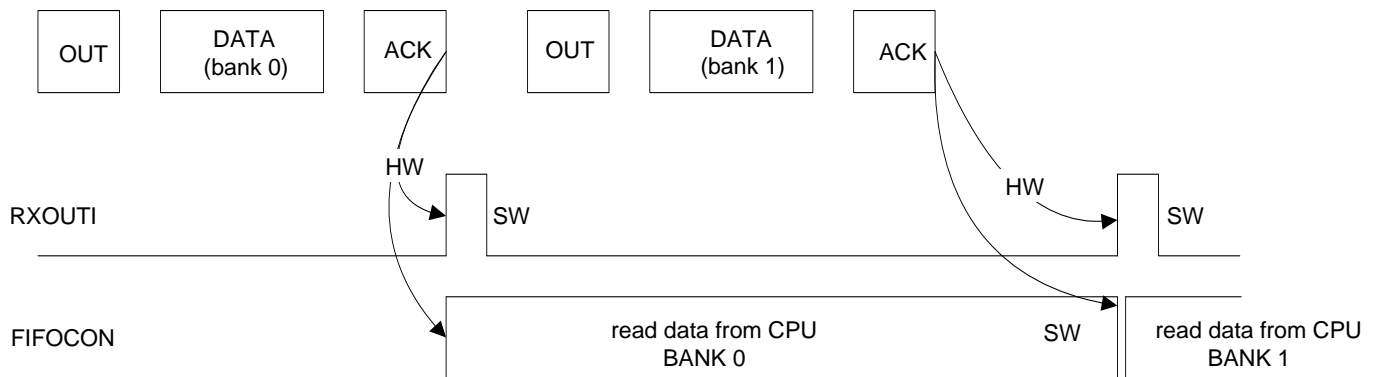 OUT
DATA
(bank 0)
ACK
OUT
DATA
(bank 1)
ACK
HW
HW
RXOUTI
SW
SW
FIFOCON
read data from CPU
BANK 0
SW
read data from CPU
BANK 1